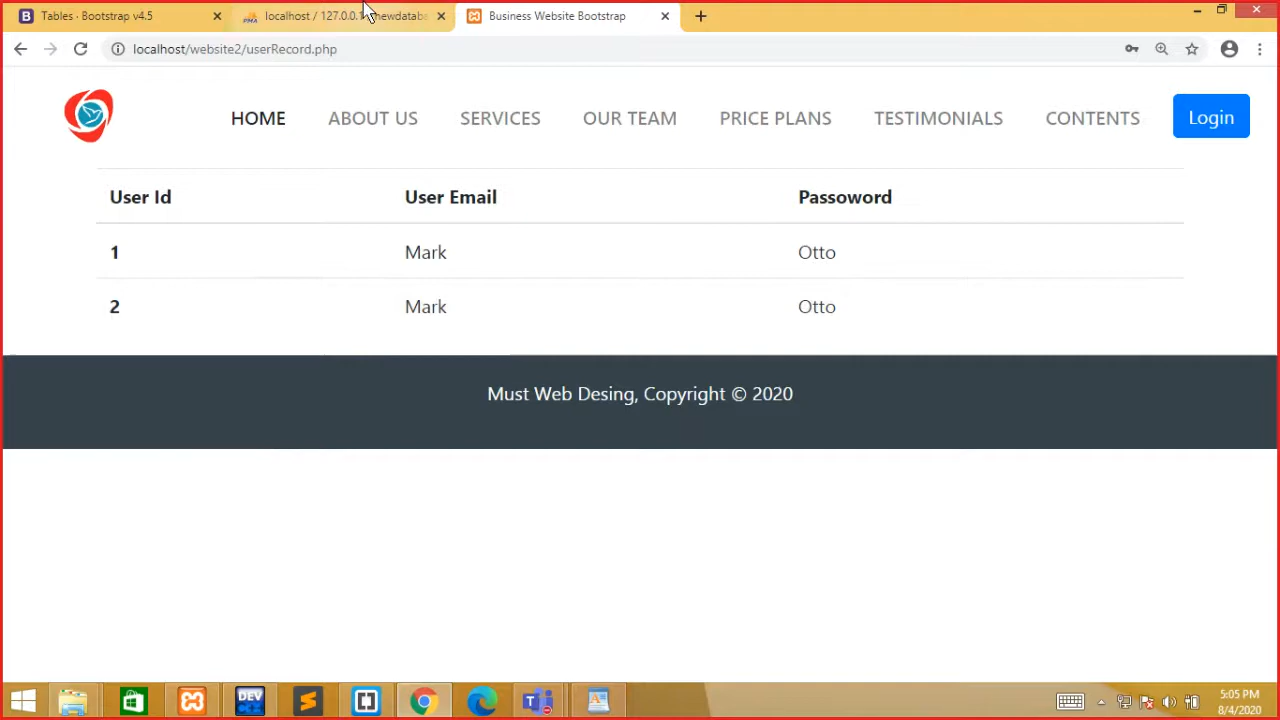 Tables · Bootstrap v4.5
localhost / 127.0.0.1 newdataba
Business Website Bootstrap
localhost/website2/userRecord.php
HOME ABOUT US SERVICES OUR TEAM PRICE PLANS TESTIMONIALS CONTENTS Login
User Id User Email Passoword
1 Mark Otto
2 Mark Otto
Must Web Desing, Copyright © 2020
DEV
5:05 PM
8/4/2020